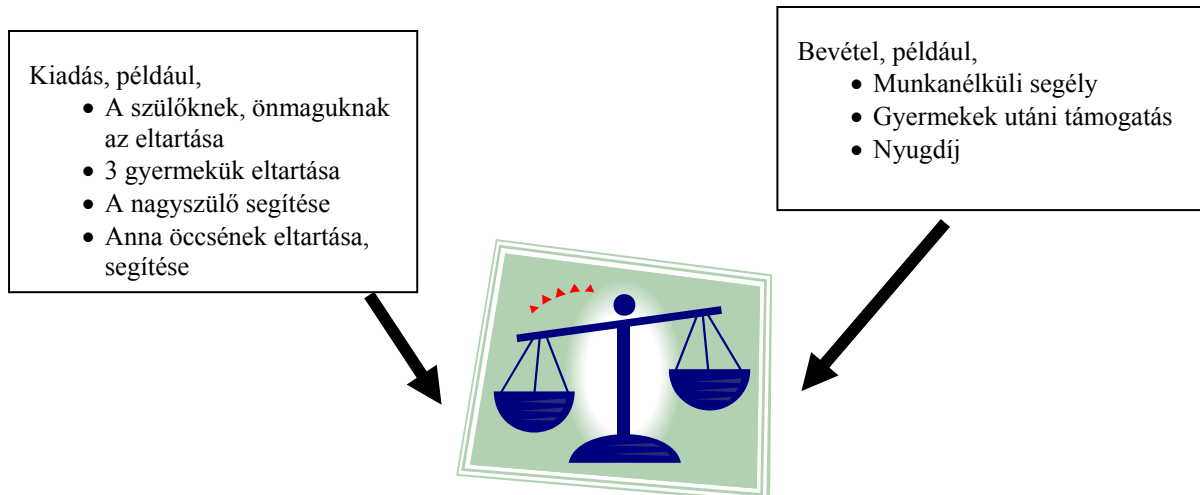 Kiadás, például,
• A szülőknek, önmaguknak
az eltartása
• 3 gyermekük eltartása
• A nagyszülő segítése
• Anna öccsének eltartása,
segítése
Bevétel, például,
• Munkanélküli segély
• Gyermekek utáni támogatás
• Nyugdíj